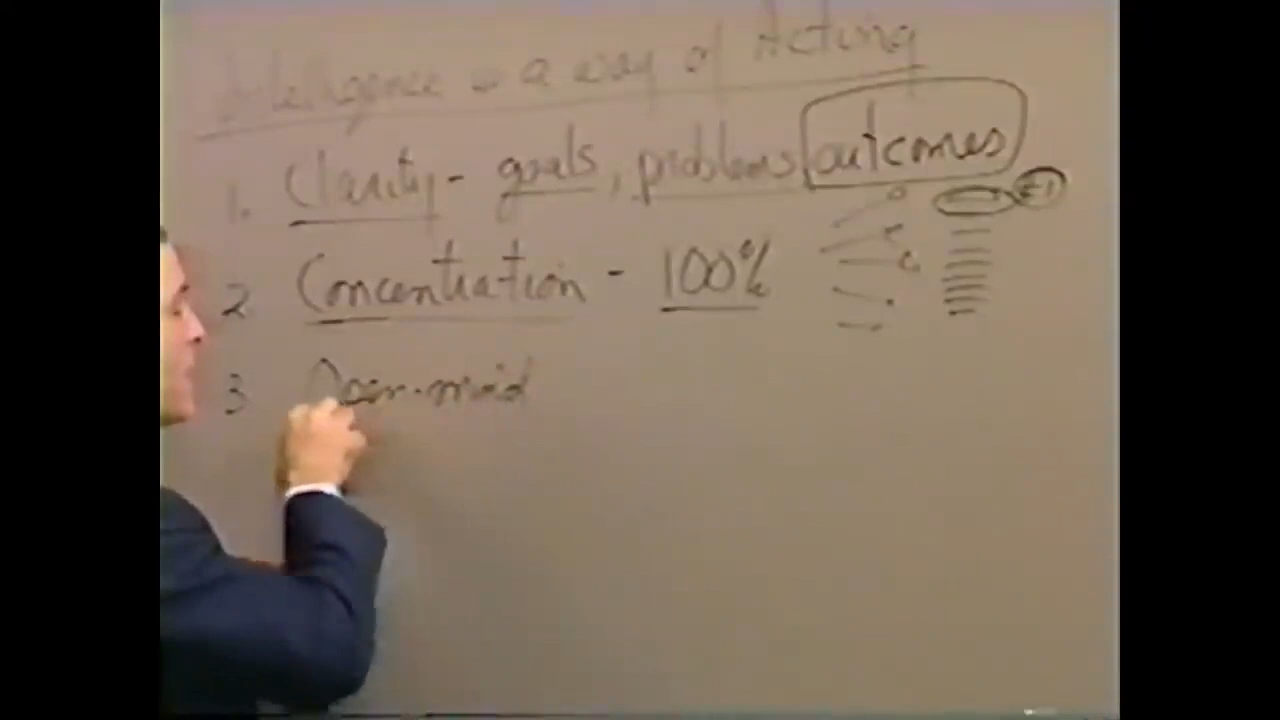 Intelligence is a way of Acting
1. Clarity - goals, problems outcomes
2. Concentration - 100%
3 Open-mind